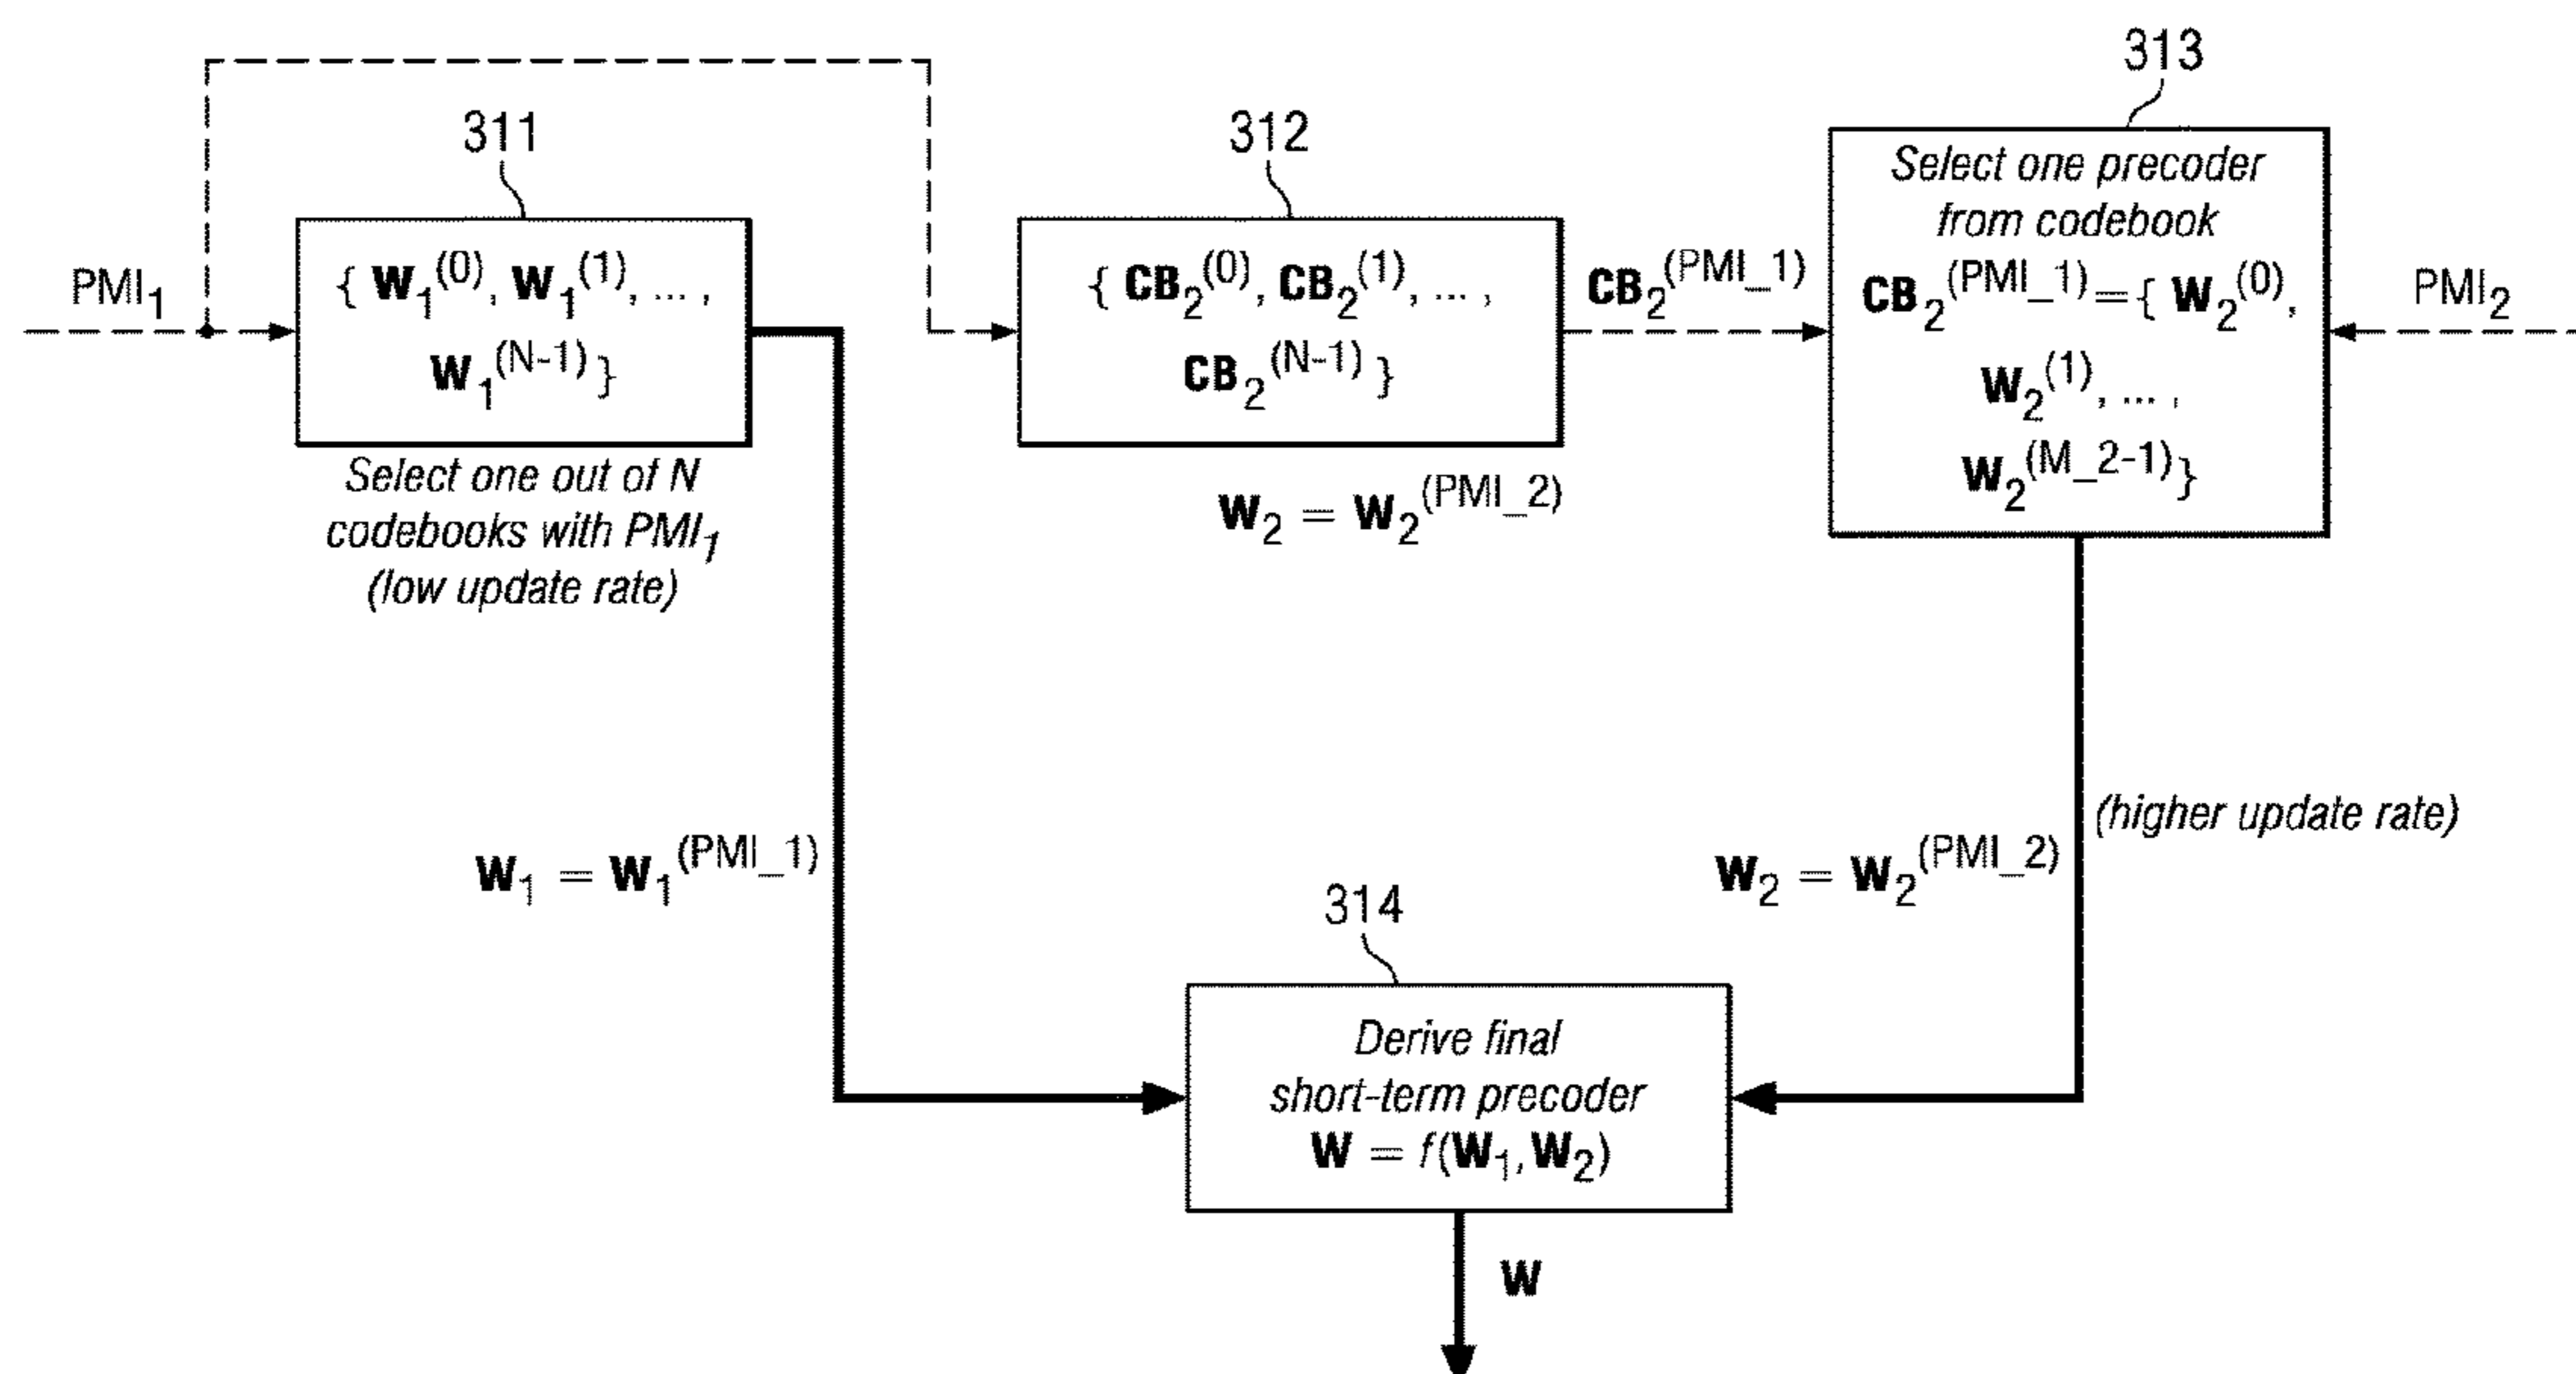 313
311
312
PMI₁
{ W₁⁽⁰⁾, W₁⁽¹⁾, ... ,
W₁⁽ᴺ⁻¹⁾ }
Select one out of N
codebooks with PMI₁
(low update rate)
{ CB₂⁽⁰⁾, CB₂⁽¹⁾, ... ,
CB₂⁽ᴺ⁻¹⁾ }
W₂ = W₂^(PMI_2)
CB₂^(PMI_1)
Select one precoder
from codebook
CB₂^(PMI_1)={ W₂⁽⁰⁾,
W₂⁽¹⁾, ... ,
W₂^(M_2-1) }
PMI₂
W₁ = W₁^(PMI_1)
W₂ = W₂^(PMI_2)
(higher update rate)
314
Derive final
short-term precoder
W = f(W₁,W₂)
W